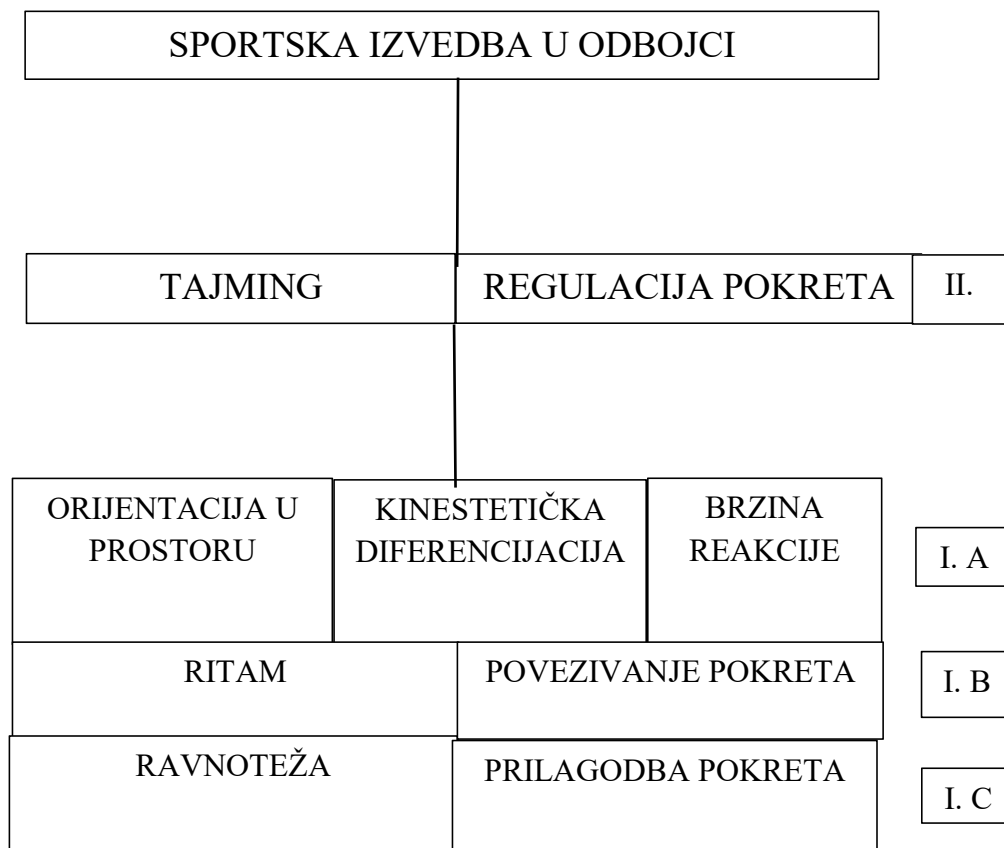 SPORTSKA IZVEDBA U ODBOJCI
TAJMING
REGULACIJA POKRETA
II.
ORIJENTACIJA U
PROSTORU
KINESTETIČKA
DIFERENCIJACIJA
BRZINA
REAKCIJE
I. A
RITAM
POVEZIVANJE POKRETA
I. B
RAVNOTEŽA
PRILAGODBA POKRETA
I. C